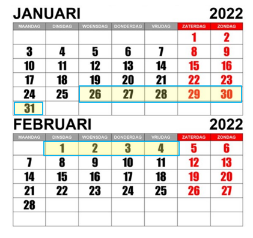 JANUARI 2022
MAANDAG DINSDAG WOENSDAG DONDERDAG VRIJDAG ZATERDAG ZONDAG
1 2
3 4 5 6 7 8 9
10 11 12 13 14 15 16
17 18 19 20 21 22 23
24 25 26 27 28 29 30
31
FEBRUARI 2022
MAANDAG DINSDAG WOENSDAG DONDERDAG VRIJDAG ZATERDAG ZONDAG
1 2 3 4 5 6
7 8 9 10 11 12 13
14 15 16 17 18 19 20
21 22 23 24 25 26 27
28